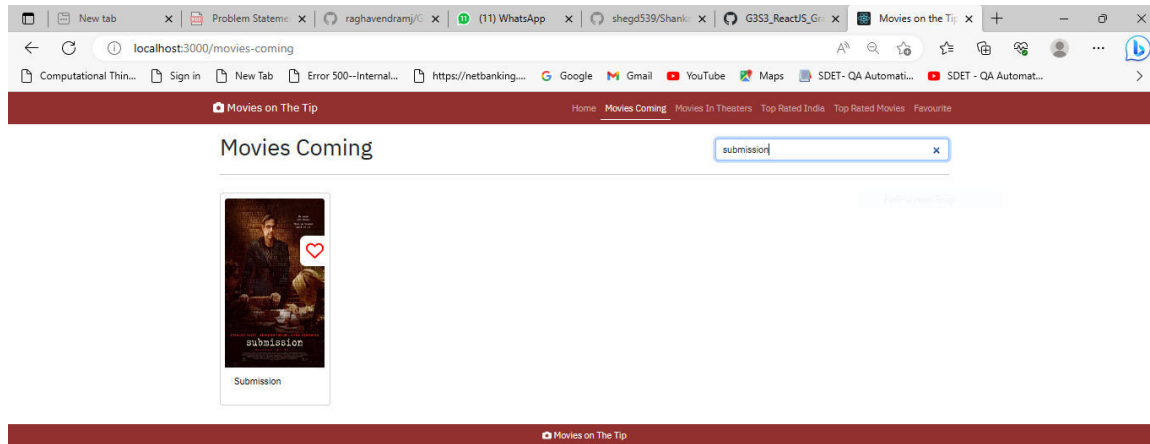 New tab
Problem Stateme
raghavendramj/G
(11) WhatsApp
shegd539/Shanka
G3S3_ReactJS_Gra
Movies on the Tip
localhost:3000/movies-coming
Computational Thin...
Sign in
New Tab
Error 500--Internal...
https://netbanking....
Google
Gmail
YouTube
Maps
SDET- QA Automati...
SDET - QA Automat...
Movies on The Tip
Home Movies Coming Movies In Theaters Top Rated India Top Rated Movies Favourite
Movies Coming
submission
submission
Submission
Movies on The Tip